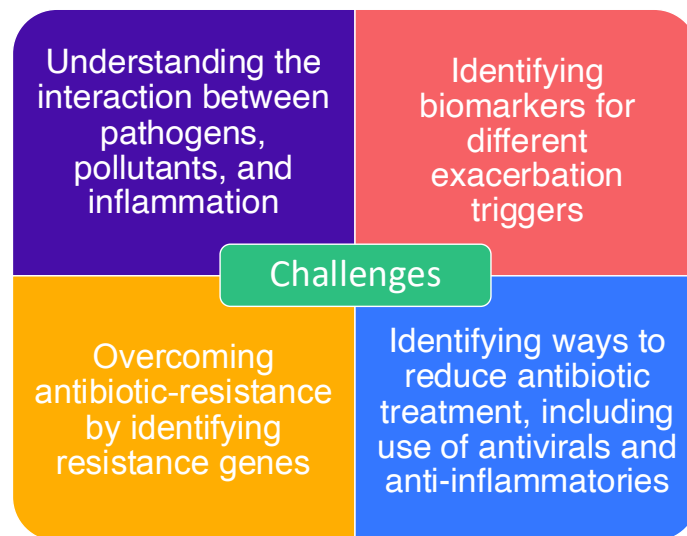 Understanding the
interaction between
pathogens,
pollutants, and
inflammation
Identifying
biomarkers for
different
exacerbation
triggers
Challenges
Overcoming
antibiotic-resistance
by identifying
resistance genes
Identifying ways to
reduce antibiotic
treatment, including
use of antivirals and
anti-inflammatories